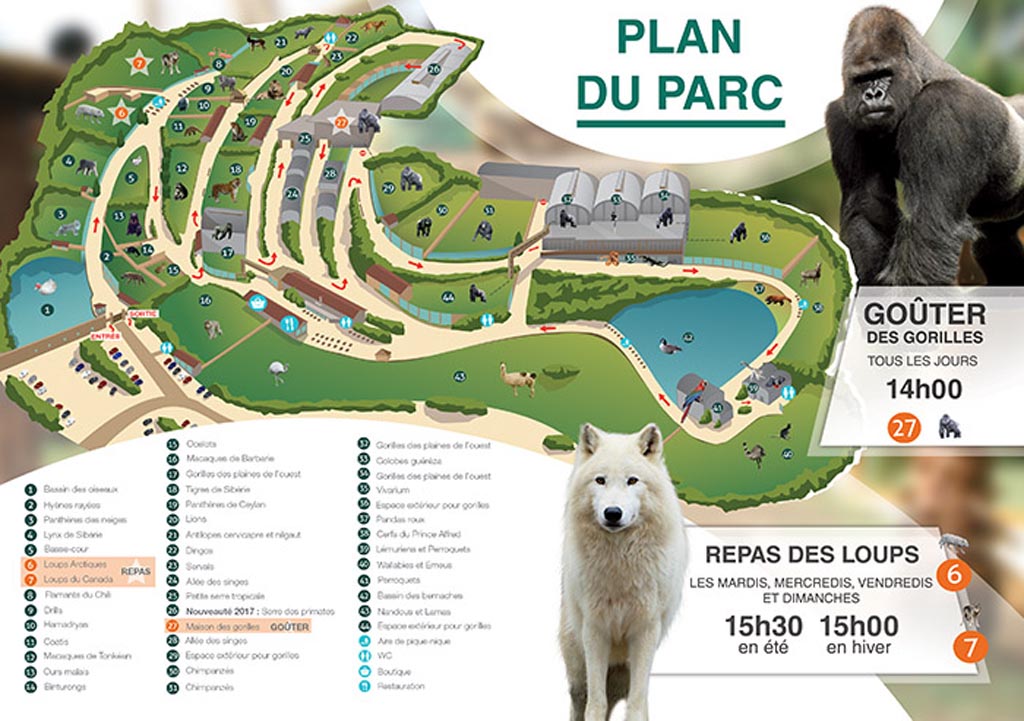 PLAN
DU PARC
GOÛTER
DES GORILLES
TOUS LES JOURS
14h00
27
REPAS DES LOUPS
LES MARDIS, MERCREDIS, VENDREDIS
ET DIMANCHES
15h30 15h00
en été en hiver
6
7
ENTRÉE
SORTIE
1 Bassin des oiseaux
2 Hyènes rayées
3 Panthères des neiges
4 Lynx de Sibérie
5 Basse-cour
6 Loups Arctiques
7 Loups du Canada
REPAS
8 Flamants du Chili
9 Drills
10 Hamadryas
11 Coatis
12 Macaques de Tonkean
13 Ours malais
14 Binturongs
15 Ocelots
16 Macaques de Barbarie
17 Gorilles des plaines de l'ouest
18 Tigres de Sibérie
19 Panthères de Ceylan
20 Lions
21 Antilopes cervicapre et nilgaut
22 Dingos
23 Servals
24 Allée des singes
25 Petite serre tropicale
26 Nouveauté 2017 : Serre des primates
27 Maison des gorilles GOÛTER
28 Allée des singes
29 Espace extérieur pour gorilles
30 Chimpanzés
31 Chimpanzés
32 Gorilles des plaines de l'ouest
33 Colobes guéréza
34 Gorilles des plaines de l'ouest
35 Vivarium
36 Espace extérieur pour gorilles
37 Pandas roux
38 Cerfs du Prince Alfred
39 Lémuriens et Perroquets
40 Wallabies et Emeus
41 Perroquets
42 Bassin des bernaches
43 Nandous et Lamas
44 Espace extérieur pour gorilles
Aire de pique-nique
WC
Boutique
Restauration